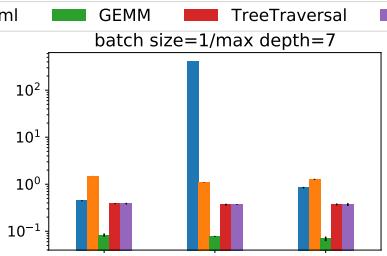 ml GEMM TreeTraversal
batch size=1/max depth=7
10²
10¹
10⁰
10⁻¹